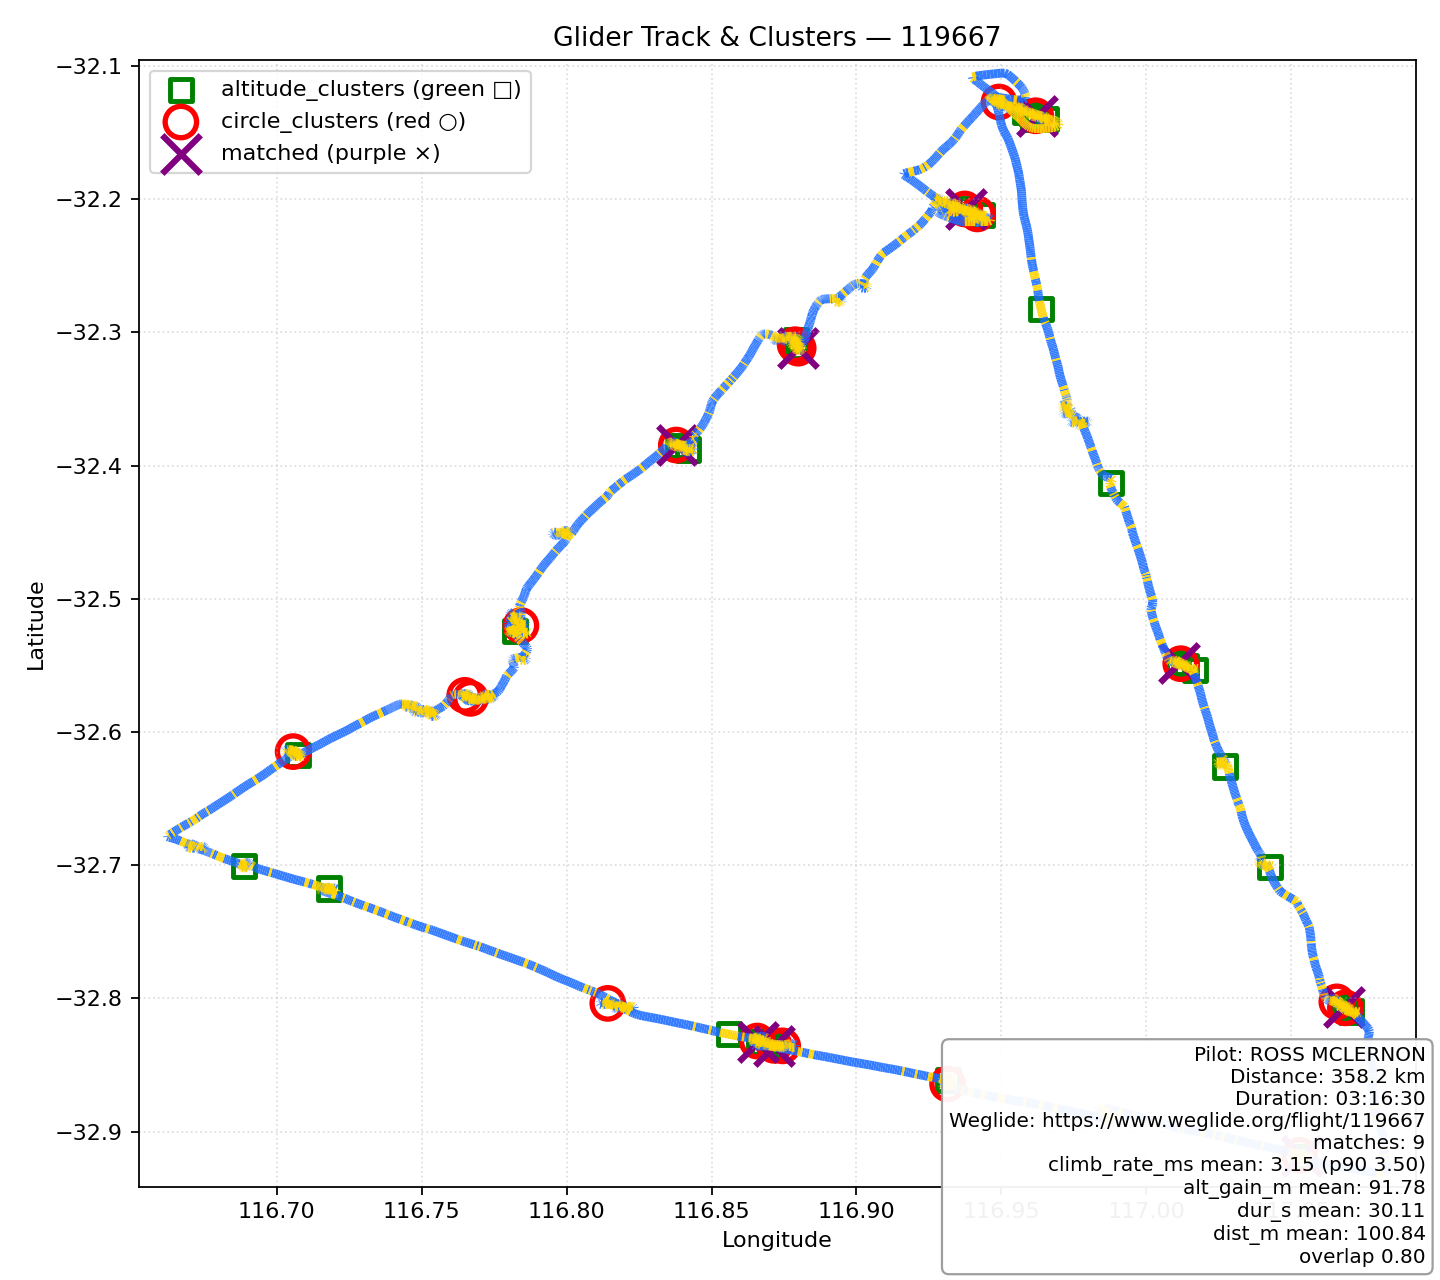 Glider Track & Clusters — 119667
altitude_clusters (green □)
circle_clusters (red ○)
matched (purple ×)
−32.1
−32.2
−32.3
−32.4
−32.5
−32.6
−32.7
−32.8
−32.9
Latitude
116.70
116.75
116.80
116.85
116.90
116.95
117.00
Longitude
Pilot: ROSS MCLERNON
Distance: 358.2 km
Duration: 03:16:30
Weglide: https://www.weglide.org/flight/119667
matches: 9
climb_rate_ms mean: 3.15 (p90 3.50)
alt_gain_m mean: 91.78
dur_s mean: 30.11
dist_m mean: 100.84
overlap 0.80